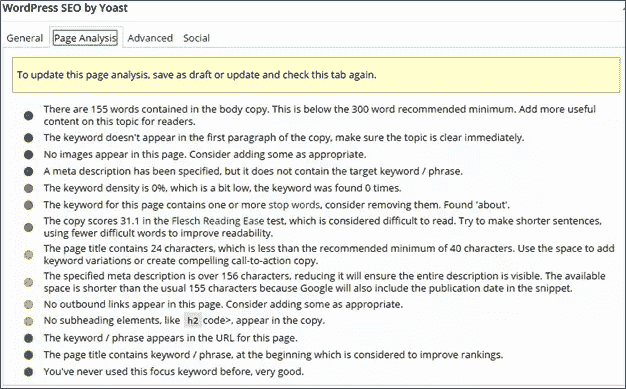 WordPress SEO by Yoast
General Page Analysis Advanced Social
To update this page analysis, save as draft or update and check this tab again.
There are 155 words contained in the body copy. This is below the 300 word recommended minimum. Add more useful
content on this topic for readers.
The keyword doesn't appear in the first paragraph of the copy, make sure the topic is clear immediately.
No images appear in this page. Consider adding some as appropriate.
A meta description has been specified, but it does not contain the target keyword / phrase.
The keyword density is 0%, which is a bit low, the keyword was found 0 times.
The keyword for this page contains one or more stop words, consider removing them. Found 'about'.
The copy scores 31.1 in the Flesch Reading Ease test, which is considered difficult to read. Try to make shorter sentences,
using fewer difficult words to improve readability.
The page title contains 24 characters, which is less than the recommended minimum of 40 characters. Use the space to add
keyword variations or create compelling call-to-action copy.
The specified meta description is over 156 characters, reducing it will ensure the entire description is visible. The available
space is shorter than the usual 155 characters because Google will also include the publication date in the snippet.
No outbound links appear in this page. Consider adding some as appropriate.
No subheading elements, like h2 code>, appear in the copy.
The keyword / phrase appears in the URL for this page.
The page title contains keyword / phrase, at the beginning which is considered to improve rankings.
You've never used this focus keyword before, very good.